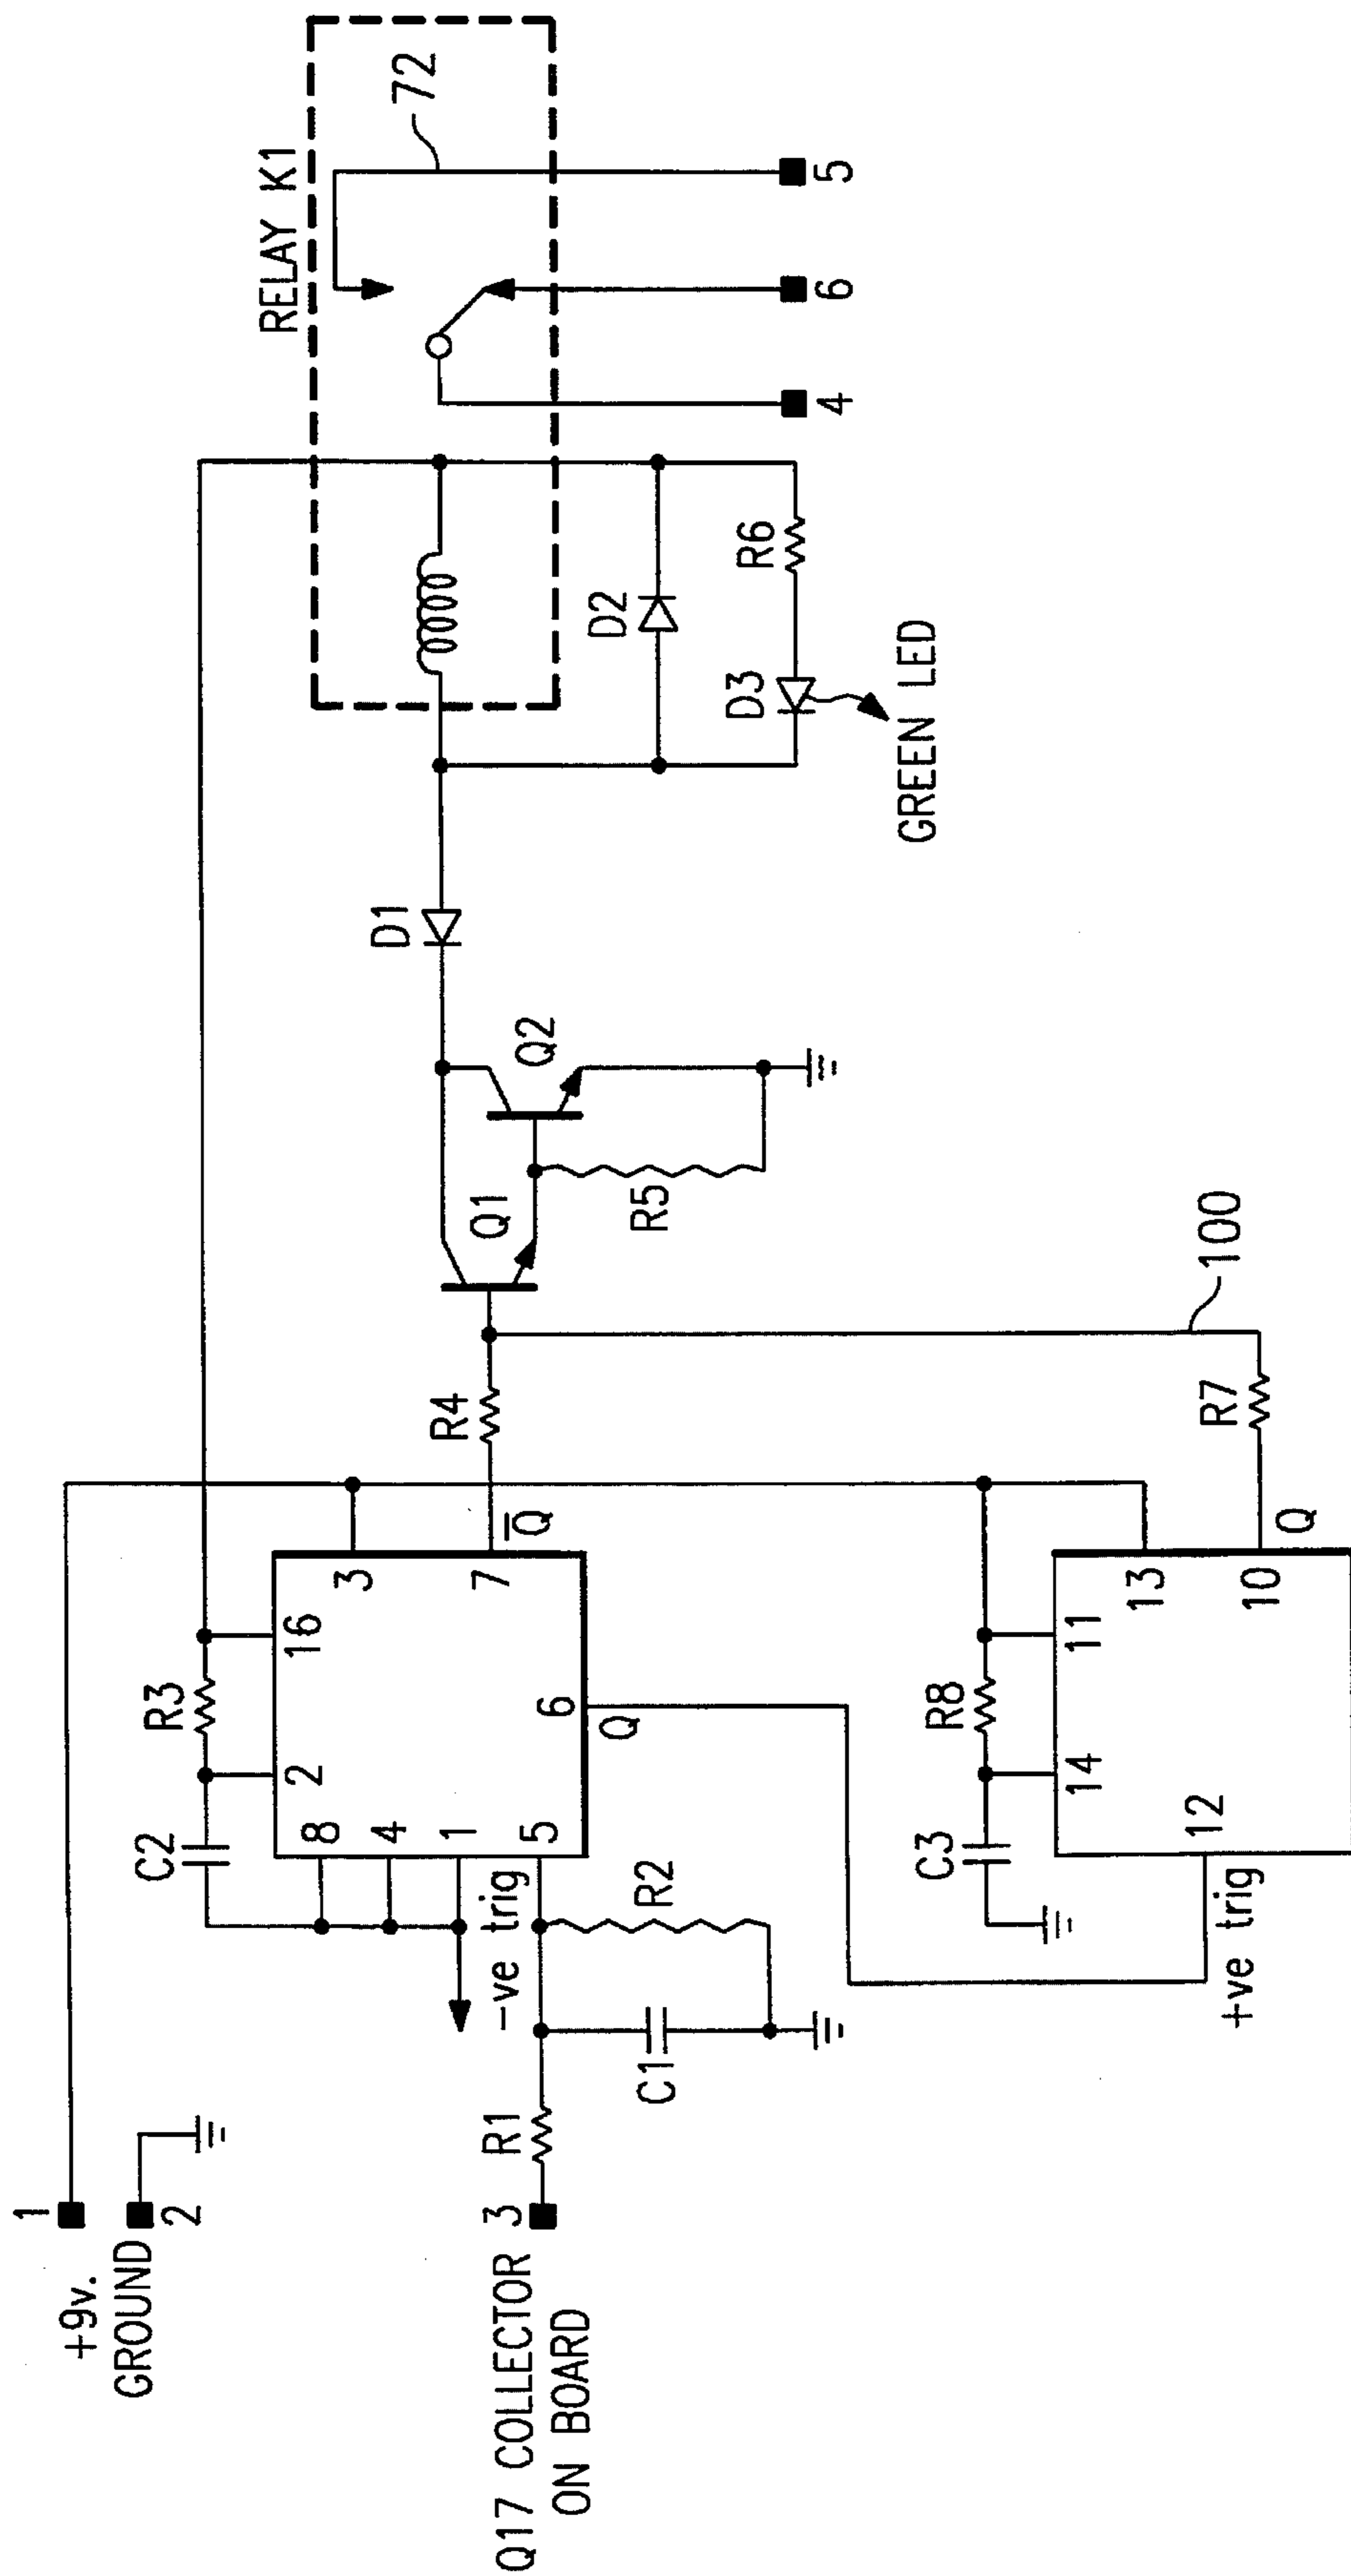 1
+9v.
GROUND
2
Q17 COLLECTOR
ON BOARD
3
R1
C1
R2
-ve trig
C2
R3
2
16
8
4
1
5
3
7
Q̅
6
Q
R4
Q1
Q2
R5
D1
RELAY K1
72
D2
D3
R6
GREEN LED
4
6
5
100
R7
C3
R8
14
11
13
10
Q
12
+ve trig